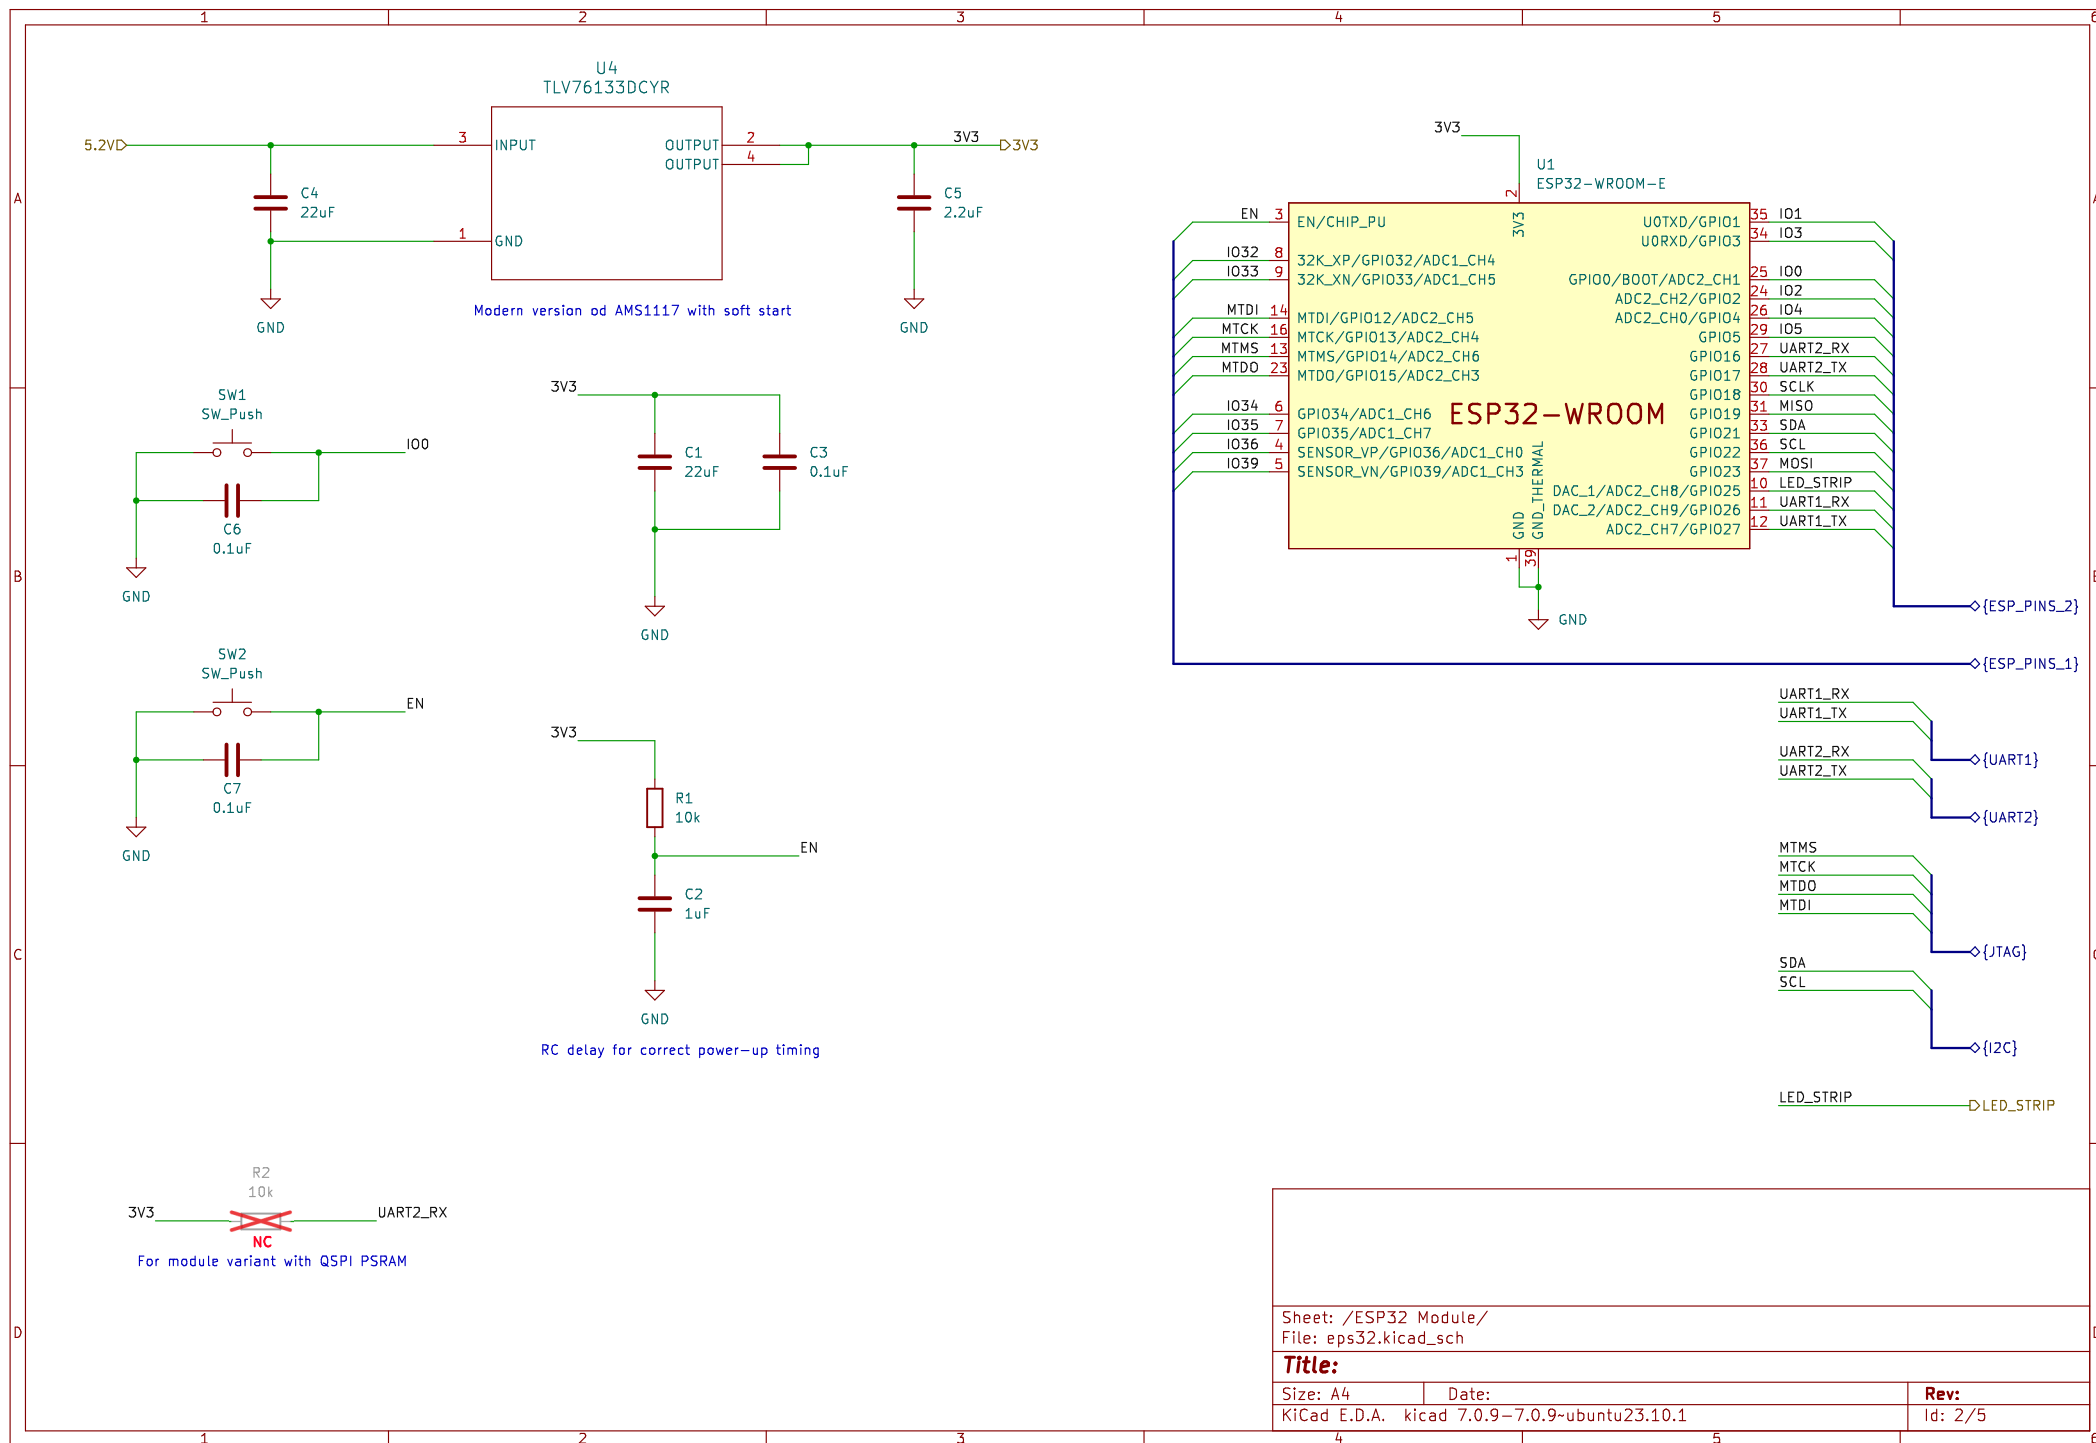 1 2 3 4 5 6
U4
TLV76133DCYR
5.2V
3 INPUT
OUTPUT 2
OUTPUT 4
3V3
3V3
C4
22uF
1 GND
C5
2.2uF
GND
GND
Modern version od AMS1117 with soft start
A
SW1
SW_Push
IO0
C6
0.1uF
GND
3V3
C1
22uF
C3
0.1uF
GND
B
SW2
SW_Push
EN
C7
0.1uF
GND
3V3
R1
10k
EN
C2
1uF
GND
RC delay for correct power-up timing
C
R2
10k
3V3
UART2_RX
NC
For module variant with QSPI PSRAM
D
3V3
U1
ESP32-WROOM-E
2
3V3
EN 3 EN/CHIP_PU
IO32 8 32K_XP/GPIO32/ADC1_CH4
IO33 9 32K_XN/GPIO33/ADC1_CH5
MTDI 14 MTDI/GPIO12/ADC2_CH5
MTCK 16 MTCK/GPIO13/ADC2_CH4
MTMS 13 MTMS/GPIO14/ADC2_CH6
MTDO 23 MTDO/GPIO15/ADC2_CH3
IO34 6 GPIO34/ADC1_CH6
IO35 7 GPIO35/ADC1_CH7
IO36 4 SENSOR_VP/GPIO36/ADC1_CH0
IO39 5 SENSOR_VN/GPIO39/ADC1_CH3
ESP32-WROOM
U0TXD/GPIO1 35 IO1
U0RXD/GPIO3 34 IO3
GPIO0/BOOT/ADC2_CH1 25 IO0
ADC2_CH2/GPIO2 24 IO2
ADC2_CH0/GPIO4 26 IO4
GPIO5 29 IO5
GPIO16 27 UART2_RX
GPIO17 28 UART2_TX
GPIO18 30 SCLK
GPIO19 31 MISO
GPIO21 33 SDA
GPIO22 36 SCL
GPIO23 37 MOSI
DAC_1/ADC2_CH8/GPIO25 10 LED_STRIP
DAC_2/ADC2_CH9/GPIO26 11 UART1_RX
ADC2_CH7/GPIO27 12 UART1_TX
GND
GND_THERMAL
1
39
GND
{ESP_PINS_2}
{ESP_PINS_1}
UART1_RX
UART1_TX
{UART1}
UART2_RX
UART2_TX
{UART2}
MTMS
MTCK
MTDO
MTDI
{JTAG}
SDA
SCL
{I2C}
LED_STRIP
LED_STRIP
Sheet: /ESP32 Module/
File: eps32.kicad_sch
Title:
Size: A4
Date:
Rev:
KiCad E.D.A. kicad 7.0.9-7.0.9~ubuntu23.10.1
Id: 2/5
1 2 3 4 5